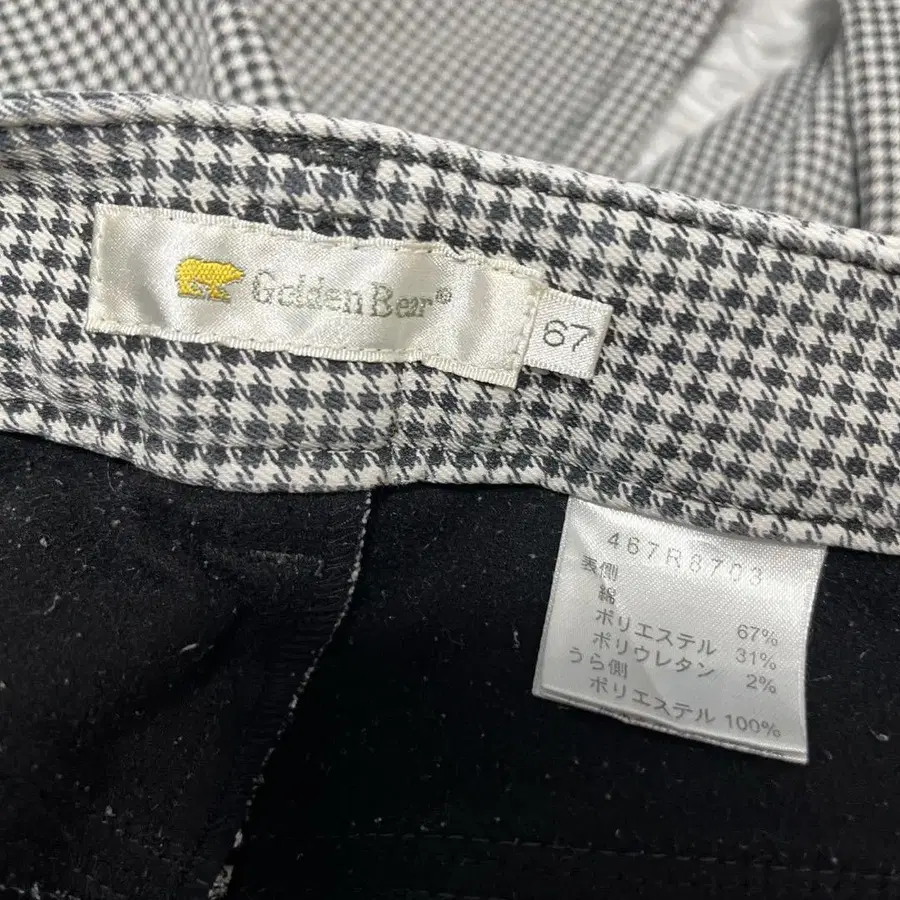 Golden Bear®
67
467R8703
表側
綿 67%
ポリエステル 31%
ポリウレタン 2%
うら側
ポリエステル 100%